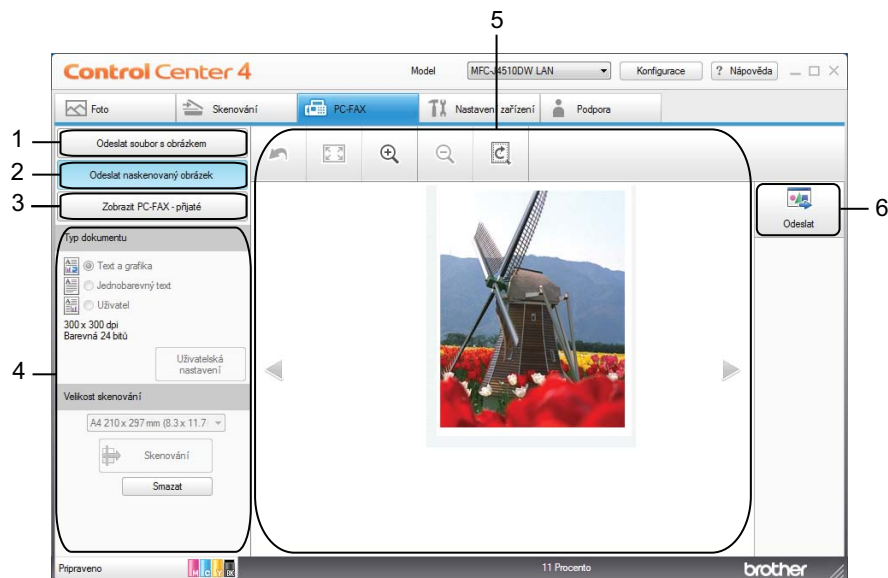 5
Control Center 4
Model
MFC-J4510DW LAN
Konfigurace
? Nápověda
Foto
Skenování
PC-FAX
Nastavení zařízení
Podpora
1
Odeslat soubor s obrázkem
2
Odeslat naskenovaný obrázek
3
Zobrazit PC-FAX - přijaté
6
Odeslat
Typ dokumentu
Text a grafika
Jednobarevný text
Uživatel
300 x 300 dpi
Barevná 24 bitů
4
Uživatelská
nastavení
Velikost skenování
A4 210 x 297 mm (8.3 x 11.7
Skenování
Smazat
Pripraveno
M C Y BK
11 Procento
brother